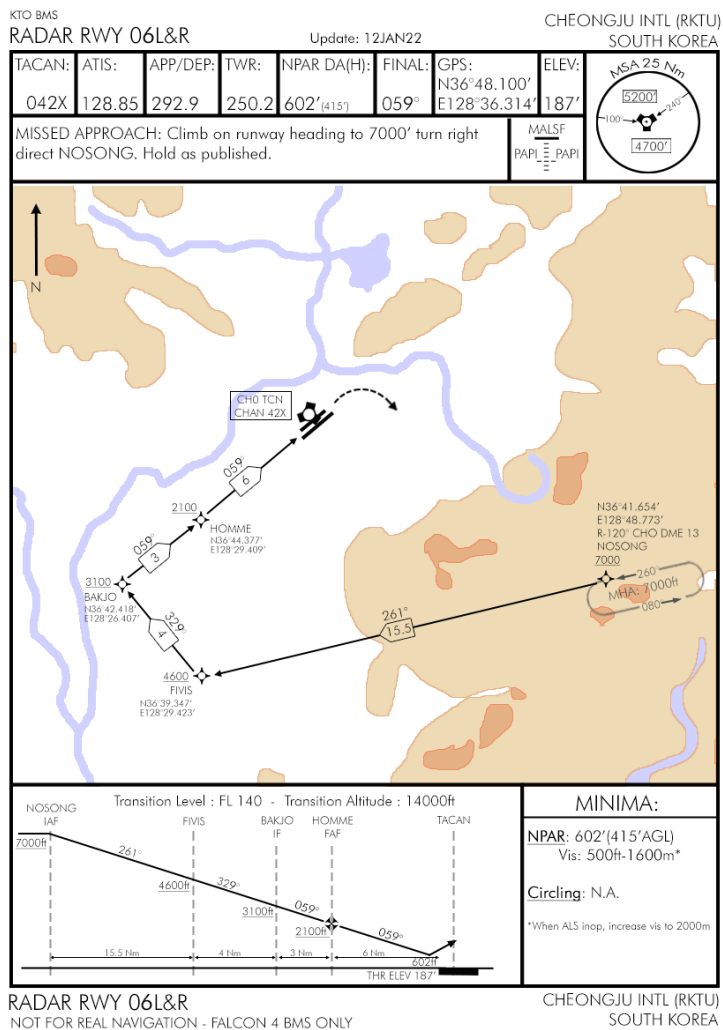 KTO BMS
RADAR RWY 06L&R
Update: 12JAN22
CHEONGJU INTL (RKTU)
SOUTH KOREA
TACAN:
042X
ATIS:
128.85
APP/DEP:
292.9
TWR:
250.2
NPAR DA(H):
602'(415')
FINAL:
059°
GPS:
N36°48.100'
E128°36.314'
ELEV:
187'
MSA 25 Nm
5200'
240°
100°
4700'
MISSED APPROACH: Climb on runway heading to 7000' turn right
direct NOSONG. Hold as published.
MALSF
PAPI
PAPI
N
CH0 TCN
CHAN 42X
059°
6
2100
HOMME
N36°44.377'
E128°29.409'
059°
3
3100
BAKJO
N36°42.418'
E128°26.407'
329°
4
4600
FIVIS
N36°39.347'
E128°29.423'
261°
15.5
N36°41.654'
E128°48.773'
R-120° CHO DME 13
NOSONG
7000
260°
MHA: 7000ft
080°
Transition Level : FL 140 - Transition Altitude : 14000ft
NOSONG
IAF
FIVIS
BAKJO
IF
HOMME
FAF
TACAN
7000ft
261°
4600ft
329°
3100ft
059°
2100ft
059°
602ft
15.5 Nm
4 Nm
3 Nm
6 Nm
THR ELEV 187'
MINIMA:
NPAR: 602'(415'AGL)
Vis: 500ft-1600m*
Circling: N.A.
*When ALS inop, increase vis to 2000m
RADAR RWY 06L&R
NOT FOR REAL NAVIGATION - FALCON 4 BMS ONLY
CHEONGJU INTL (RKTU)
SOUTH KOREA